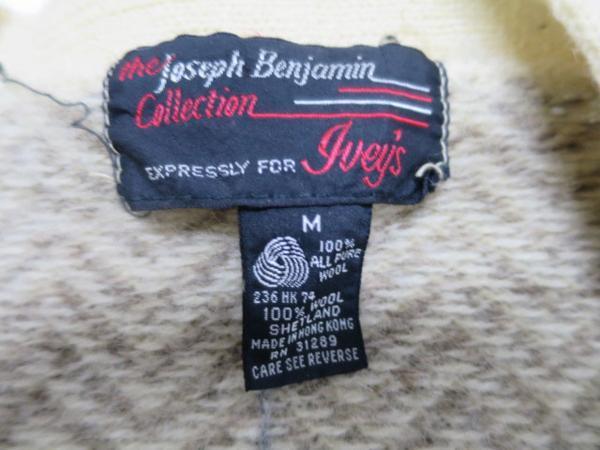 the Joseph Benjamin
Collection
EXPRESSLY FOR Ivey's
M
100%
ALL PURE
WOOL
236 HK 74
100% WOOL
SHETLAND
MADE IN HONG KONG
RN 31289
CARE SEE REVERSE